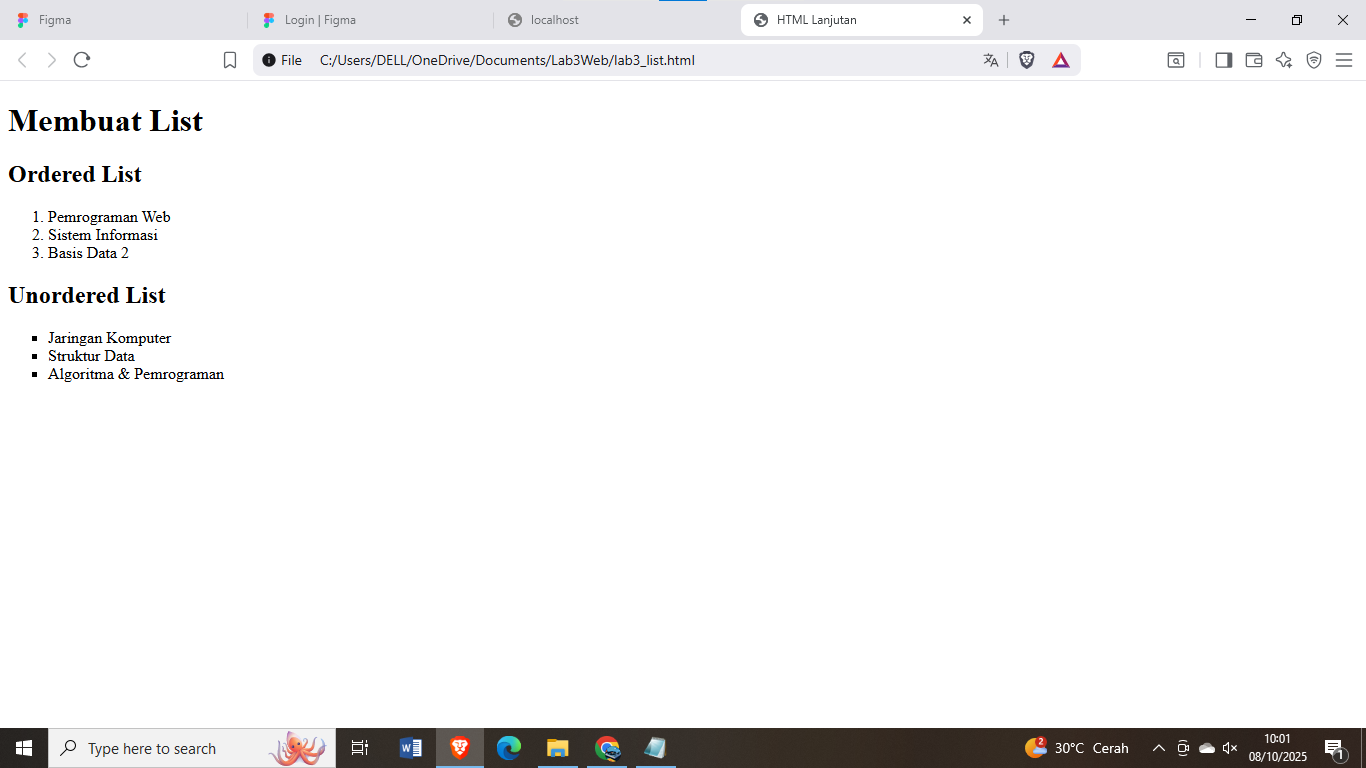 Figma
Login | Figma
localhost
HTML Lanjutan
File C:/Users/DELL/OneDrive/Documents/Lab3Web/lab3_list.html
Membuat List
Ordered List
1. Pemrograman Web
2. Sistem Informasi
3. Basis Data 2
Unordered List
▪ Jaringan Komputer
▪ Struktur Data
▪ Algoritma & Pemrograman
Type here to search
2
30°C Cerah
10:01
08/10/2025
1